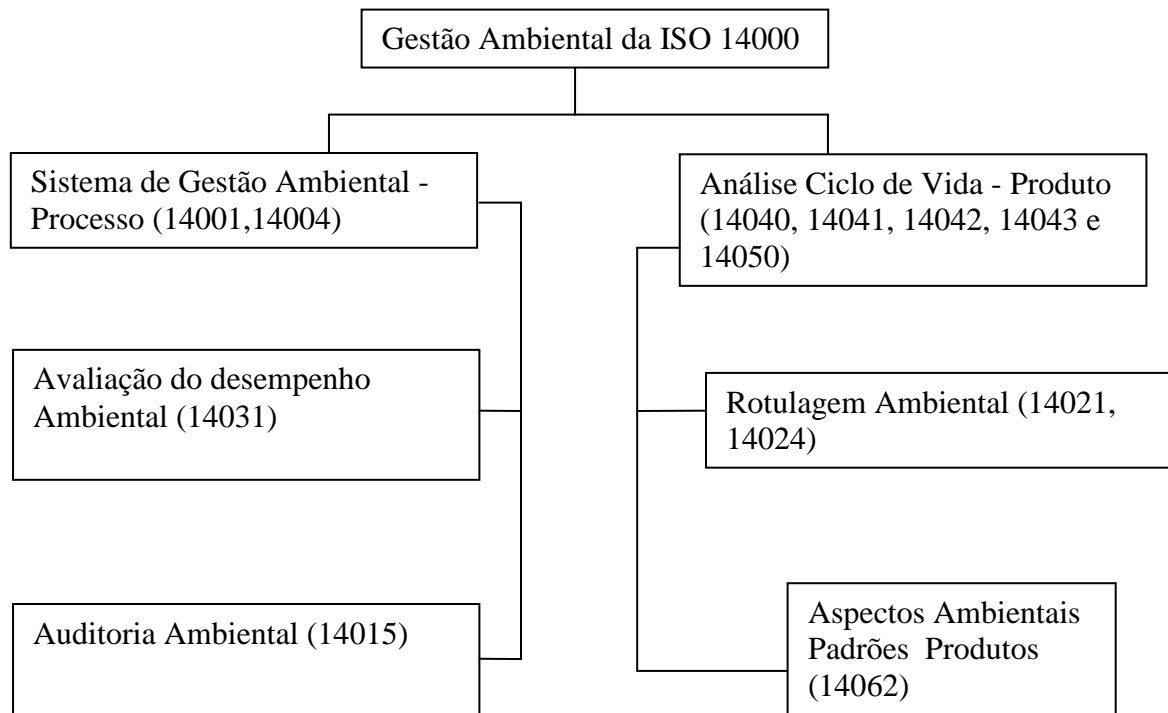 Gestão Ambiental da ISO 14000
Sistema de Gestão Ambiental -
Processo (14001,14004)
Análise Ciclo de Vida - Produto
(14040, 14041, 14042, 14043 e
14050)
Avaliação do desempenho
Ambiental (14031)
Rotulagem Ambiental (14021,
14024)
Auditoria Ambiental (14015)
Aspectos Ambientais
Padrões  Produtos
(14062)